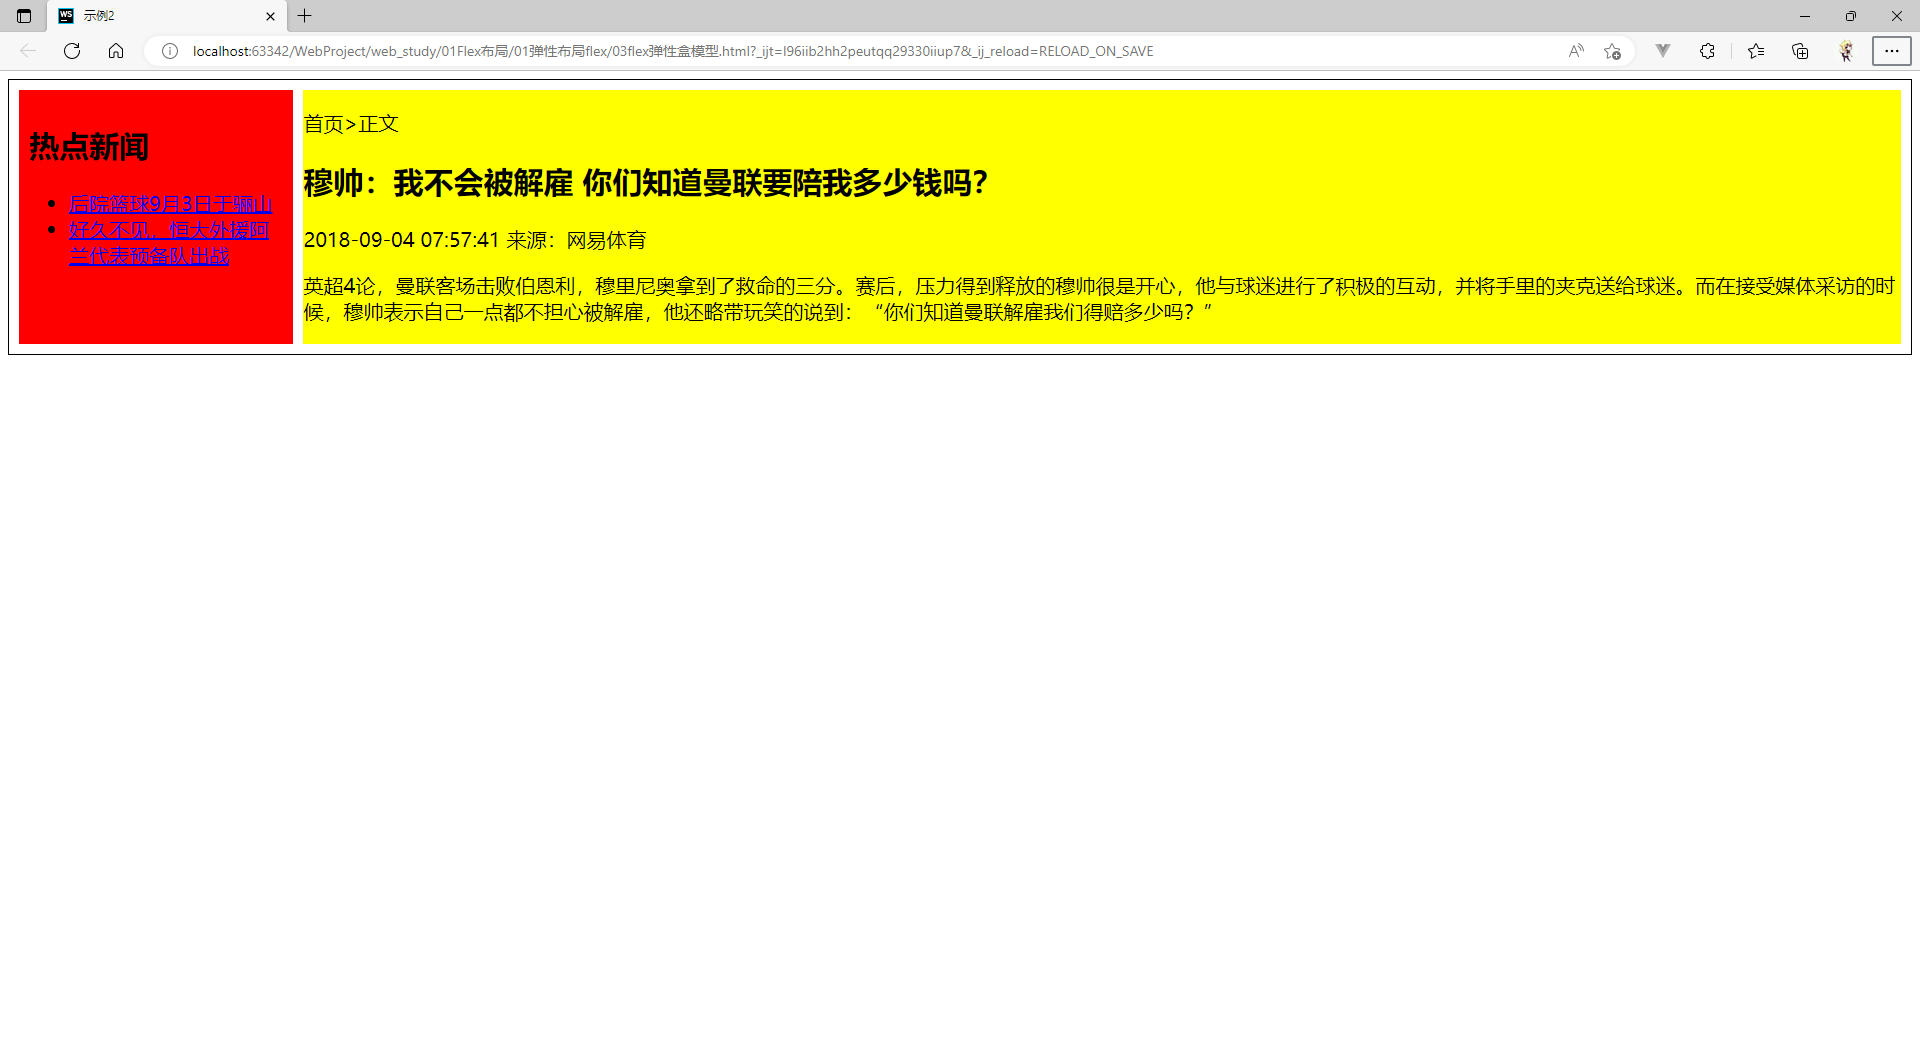 WS 示例2
localhost:63342/WebProject/web_study/01Flex布局/01弹性布局flex/03flex弹性盒模型.html?_ijt=l96iib2hh2peutqq29330iiup7&_ij_reload=RELOAD_ON_SAVE
热点新闻
后院篮球9月3日于骊山
好久不见，恒大外援阿
兰代表预备队出战
首页>正文
穆帅：我不会被解雇 你们知道曼联要陪我多少钱吗？
2018-09-04 07:57:41 来源：网易体育
英超4论，曼联客场击败伯恩利，穆里尼奥拿到了救命的三分。赛后，压力得到释放的穆帅很是开心，他与球迷进行了积极的互动，并将手里的夹克送给球迷。而在接受媒体采访的时
候，穆帅表示自己一点都不担心被解雇，他还略带玩笑的说到：“你们知道曼联解雇我们得赔多少吗？”